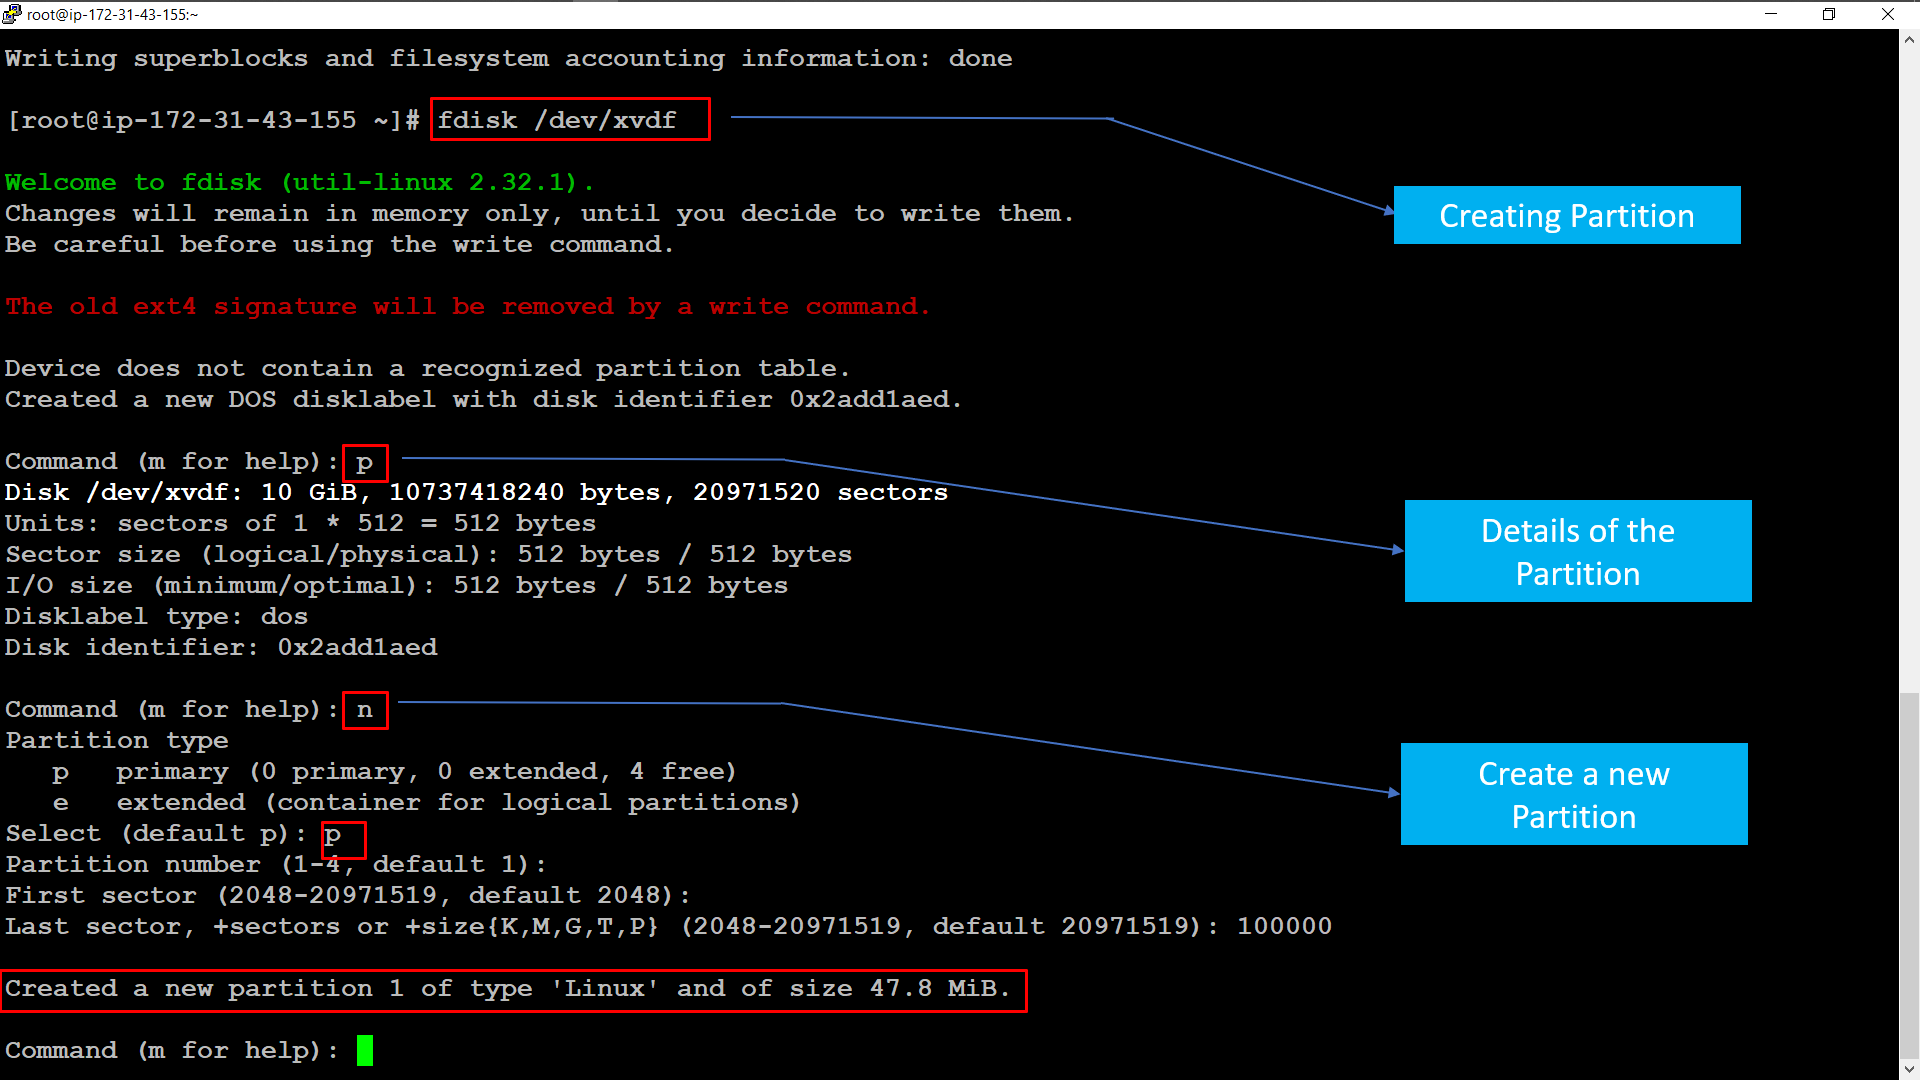 root@ip-172-31-43-155:~
Writing superblocks and filesystem accounting information: done
[root@ip-172-31-43-155 ~]# fdisk /dev/xvdf
Welcome to fdisk (util-linux 2.32.1).
Changes will remain in memory only, until you decide to write them.
Creating Partition
Be careful before using the write command.
The old ext4 signature will be removed by a write command.
Device does not contain a recognized partition table.
Created a new DOS disklabel with disk identifier 0x2add1aed.
Command (m for help): p
Disk /dev/xvdf: 10 GiB, 10737418240 bytes, 20971520 sectors
Units: sectors of 1 * 512 = 512 bytes
Sector size (logical/physical): 512 bytes / 512 bytes
I/O size (minimum/optimal): 512 bytes / 512 bytes
Details of the
Partition
Disklabel type: dos
Disk identifier: 0x2add1aed
Command (m for help): n
Partition type
p   primary (0 primary, 0 extended, 4 free)
e   extended (container for logical partitions)
Create a new
Partition
Select (default p): p
Partition number (1-4, default 1):
First sector (2048-20971519, default 2048):
Last sector, +sectors or +size{K,M,G,T,P} (2048-20971519, default 20971519): 100000
Created a new partition 1 of type 'Linux' and of size 47.8 MiB.
Command (m for help):